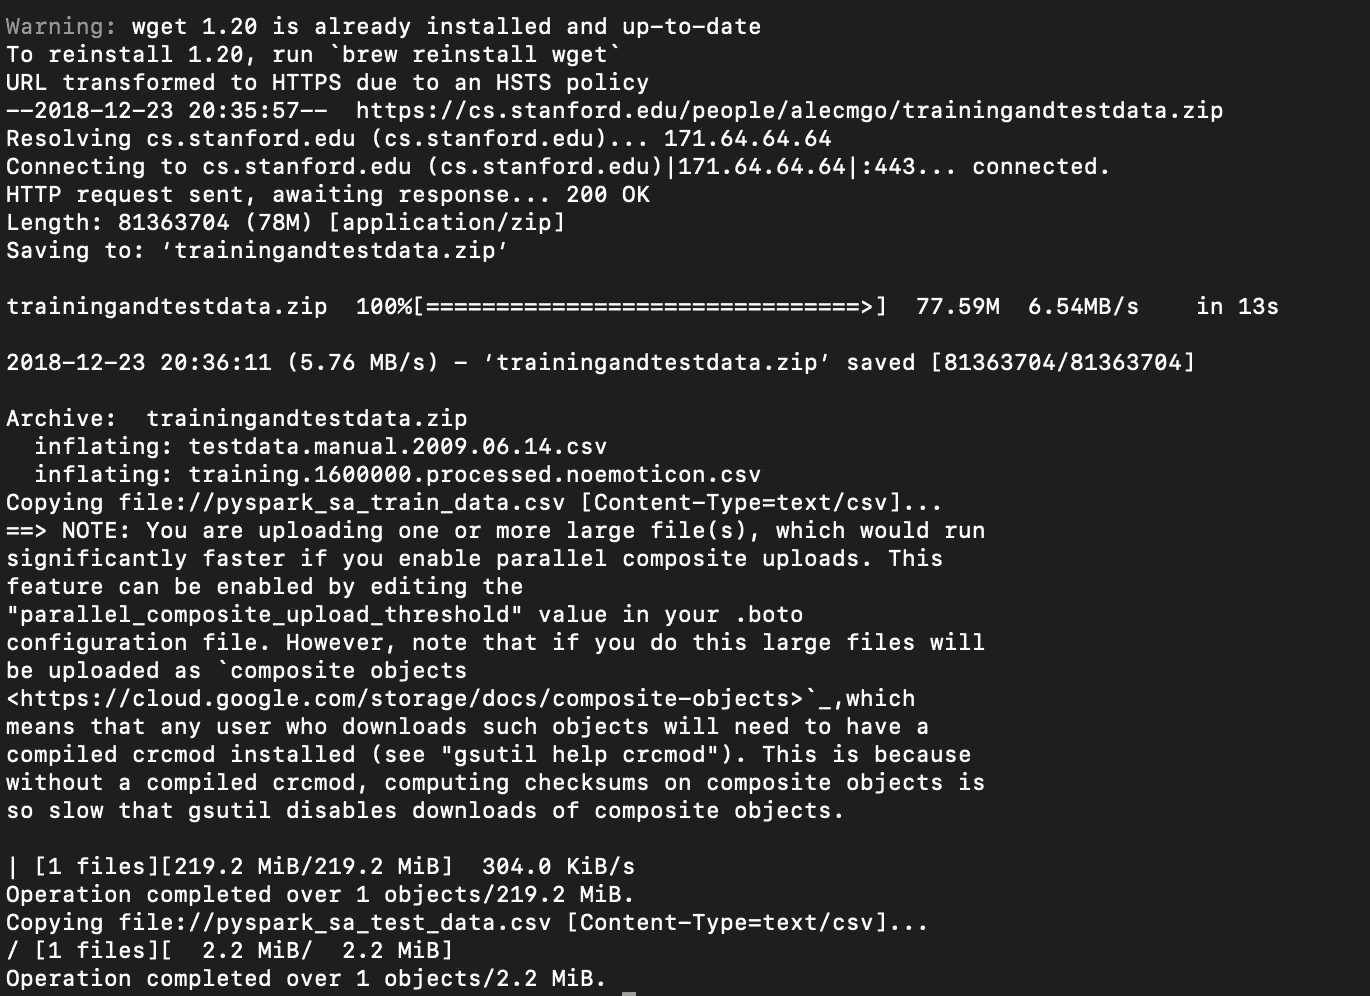 Warning: wget 1.20 is already installed and up-to-date
To reinstall 1.20, run `brew reinstall wget`
URL transformed to HTTPS due to an HSTS policy
--2018-12-23 20:35:57--  https://cs.stanford.edu/people/alecmgo/trainingandtestdata.zip
Resolving cs.stanford.edu (cs.stanford.edu)... 171.64.64.64
Connecting to cs.stanford.edu (cs.stanford.edu)|171.64.64.64|:443... connected.
HTTP request sent, awaiting response... 200 OK
Length: 81363704 (78M) [application/zip]
Saving to: ‘trainingandtestdata.zip’
trainingandtestdata.zip  100%[===============================>]  77.59M  6.54MB/s    in 13s
2018-12-23 20:36:11 (5.76 MB/s) - ‘trainingandtestdata.zip’ saved [81363704/81363704]
Archive:  trainingandtestdata.zip
  inflating: testdata.manual.2009.06.14.csv
  inflating: training.1600000.processed.noemoticon.csv
Copying file://pyspark_sa_train_data.csv [Content-Type=text/csv]...
==> NOTE: You are uploading one or more large file(s), which would run
significantly faster if you enable parallel composite uploads. This
feature can be enabled by editing the
"parallel_composite_upload_threshold" value in your .boto
configuration file. However, note that if you do this large files will
be uploaded as `composite objects
<https://cloud.google.com/storage/docs/composite-objects>`_,which
means that any user who downloads such objects will need to have a
compiled crcmod installed (see "gsutil help crcmod"). This is because
without a compiled crcmod, computing checksums on composite objects is
so slow that gsutil disables downloads of composite objects.
| [1 files][219.2 MiB/219.2 MiB]  304.0 KiB/s
Operation completed over 1 objects/219.2 MiB.
Copying file://pyspark_sa_test_data.csv [Content-Type=text/csv]...
/ [1 files][  2.2 MiB/  2.2 MiB]
Operation completed over 1 objects/2.2 MiB.